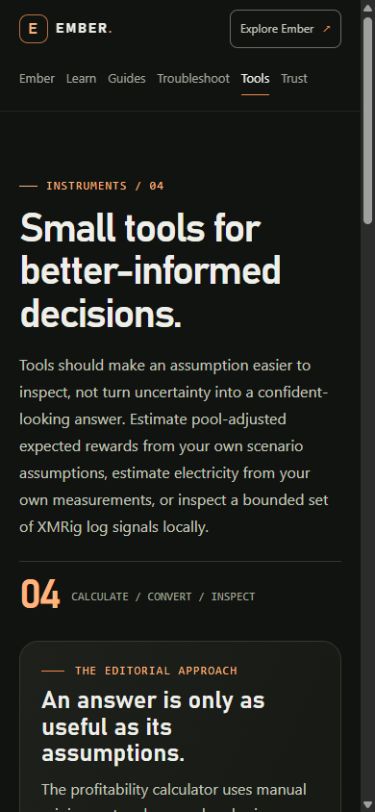 E EMBER.
Explore Ember ↗
Ember Learn Guides Troubleshoot Tools Trust
INSTRUMENTS / 04
Small tools for
better-informed
decisions.
Tools should make an assumption easier to
inspect, not turn uncertainty into a confident-
looking answer. Estimate pool-adjusted
expected rewards from your own scenario
assumptions, estimate electricity from your
own measurements, or inspect a bounded set
of XMRig log signals locally.
04 CALCULATE / CONVERT / INSPECT
THE EDITORIAL APPROACH
An answer is only as
useful as its
assumptions.
The profitability calculator uses manual